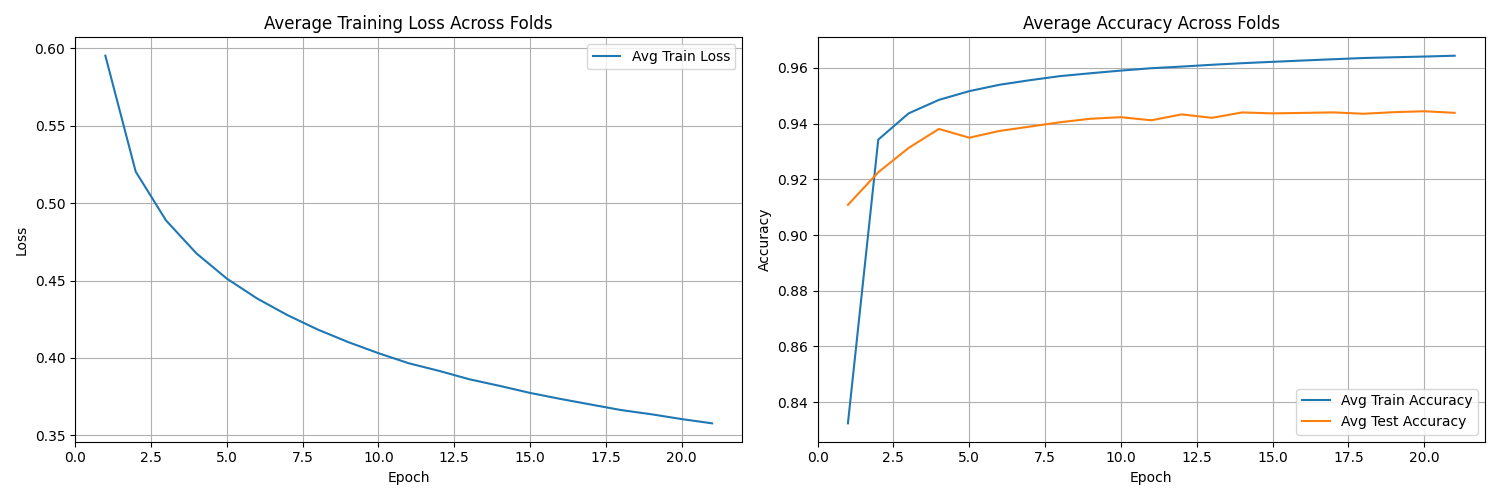 Average Training Loss Across Folds
Avg Train Loss
0.60
0.55
0.50
0.45
0.40
0.35
Loss
0.0 2.5 5.0 7.5 10.0 12.5 15.0 17.5 20.0
Epoch
Average Accuracy Across Folds
0.96
0.94
0.92
0.90
0.88
0.86
0.84
Accuracy
Avg Train Accuracy
Avg Test Accuracy
0.0 2.5 5.0 7.5 10.0 12.5 15.0 17.5 20.0
Epoch